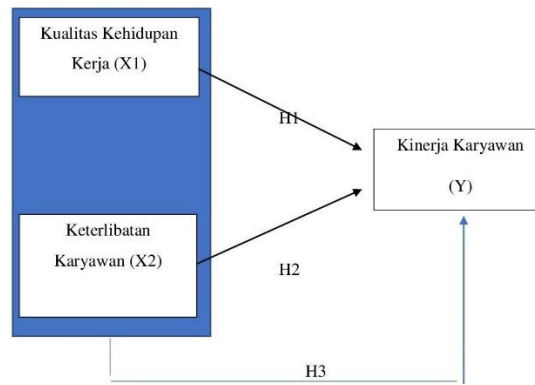 Kualitas Kehidupan
Kerja (X1)
H1
Kinerja Karyawan
(Y)
Keterlibatan
Karyawan (X2)
H2
H3